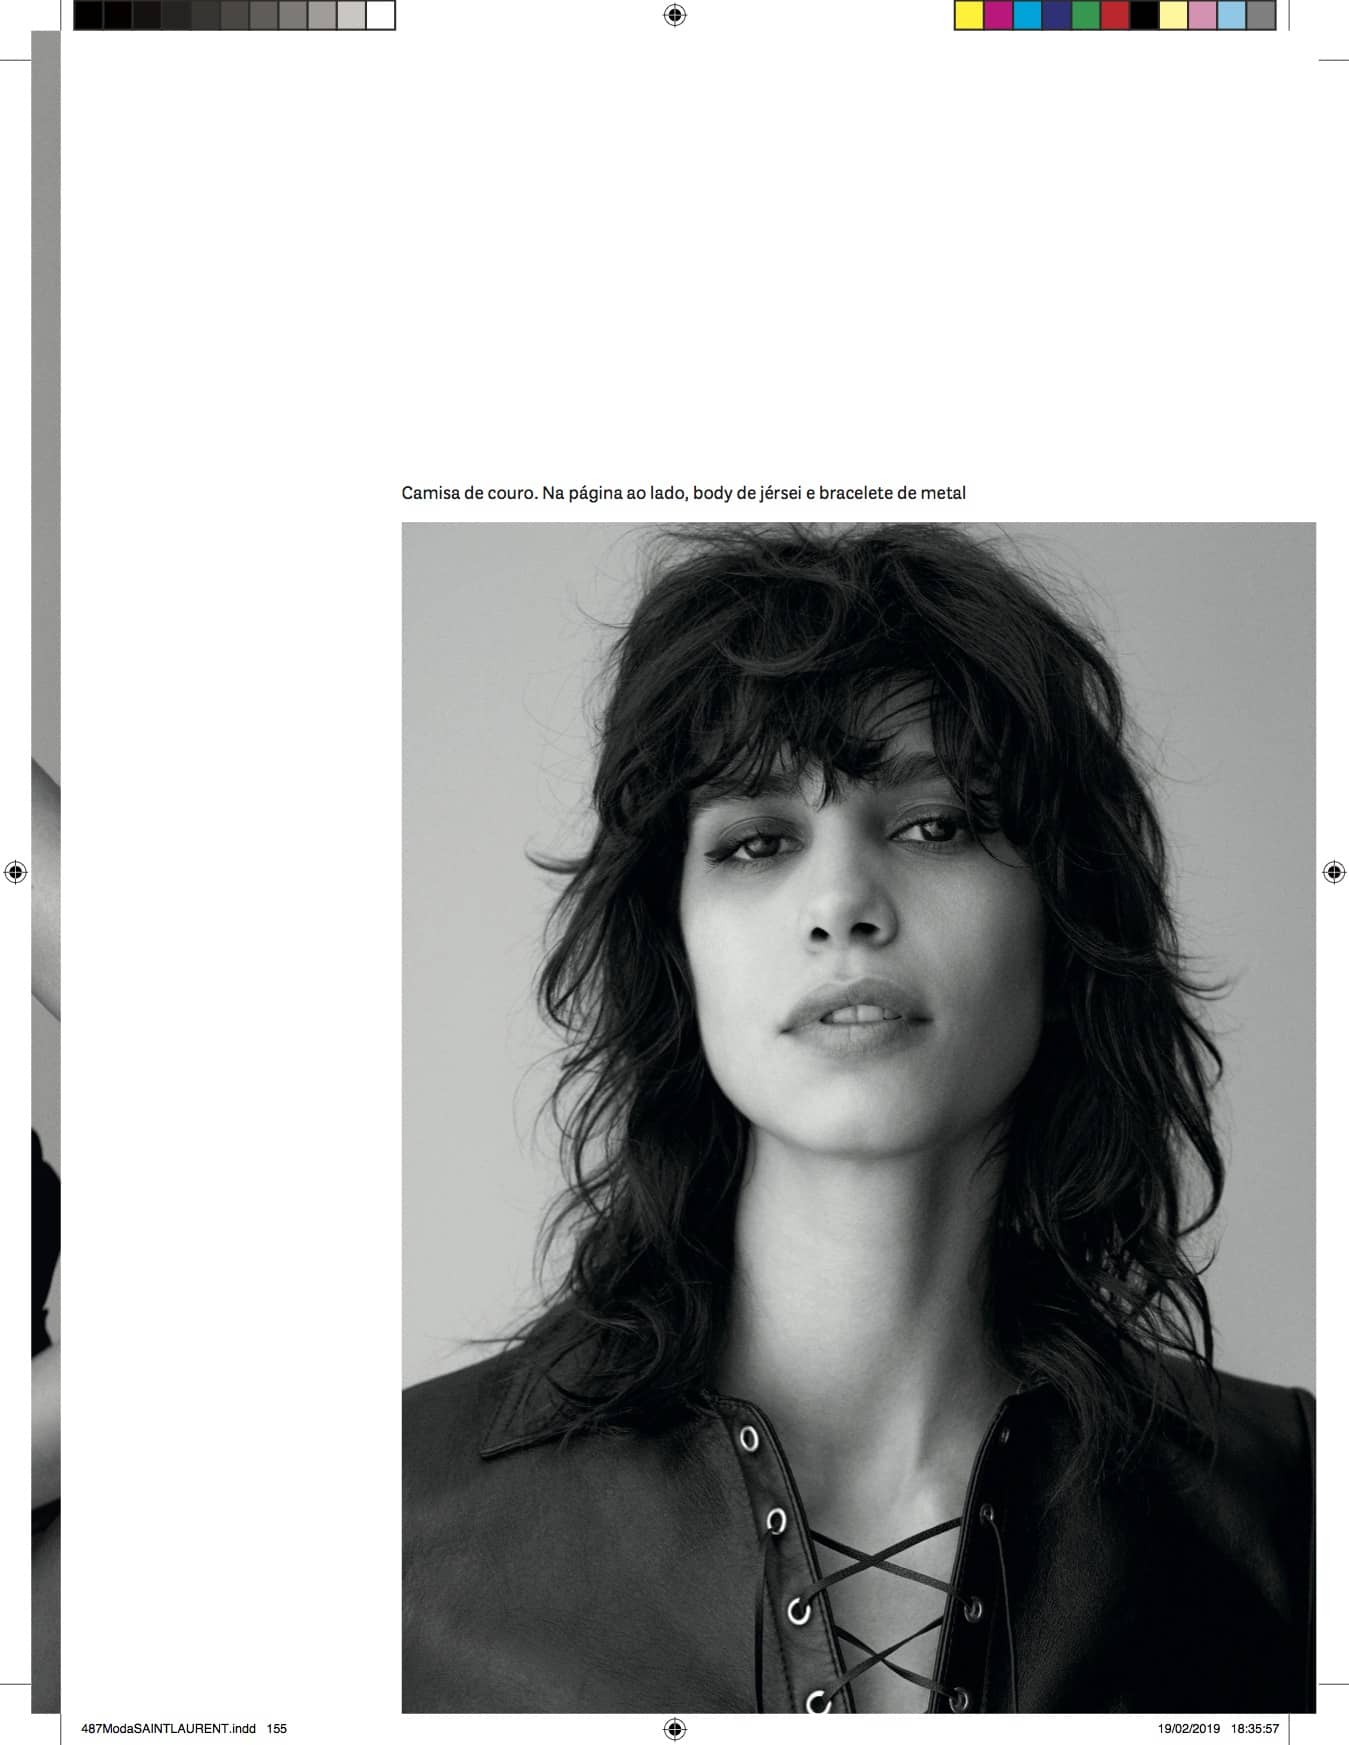 Camisa de couro. Na página ao lado, body de jérsei e bracelete de metal
487ModaSAINTLAURENT.indd 155
19/02/2019 18:35:57